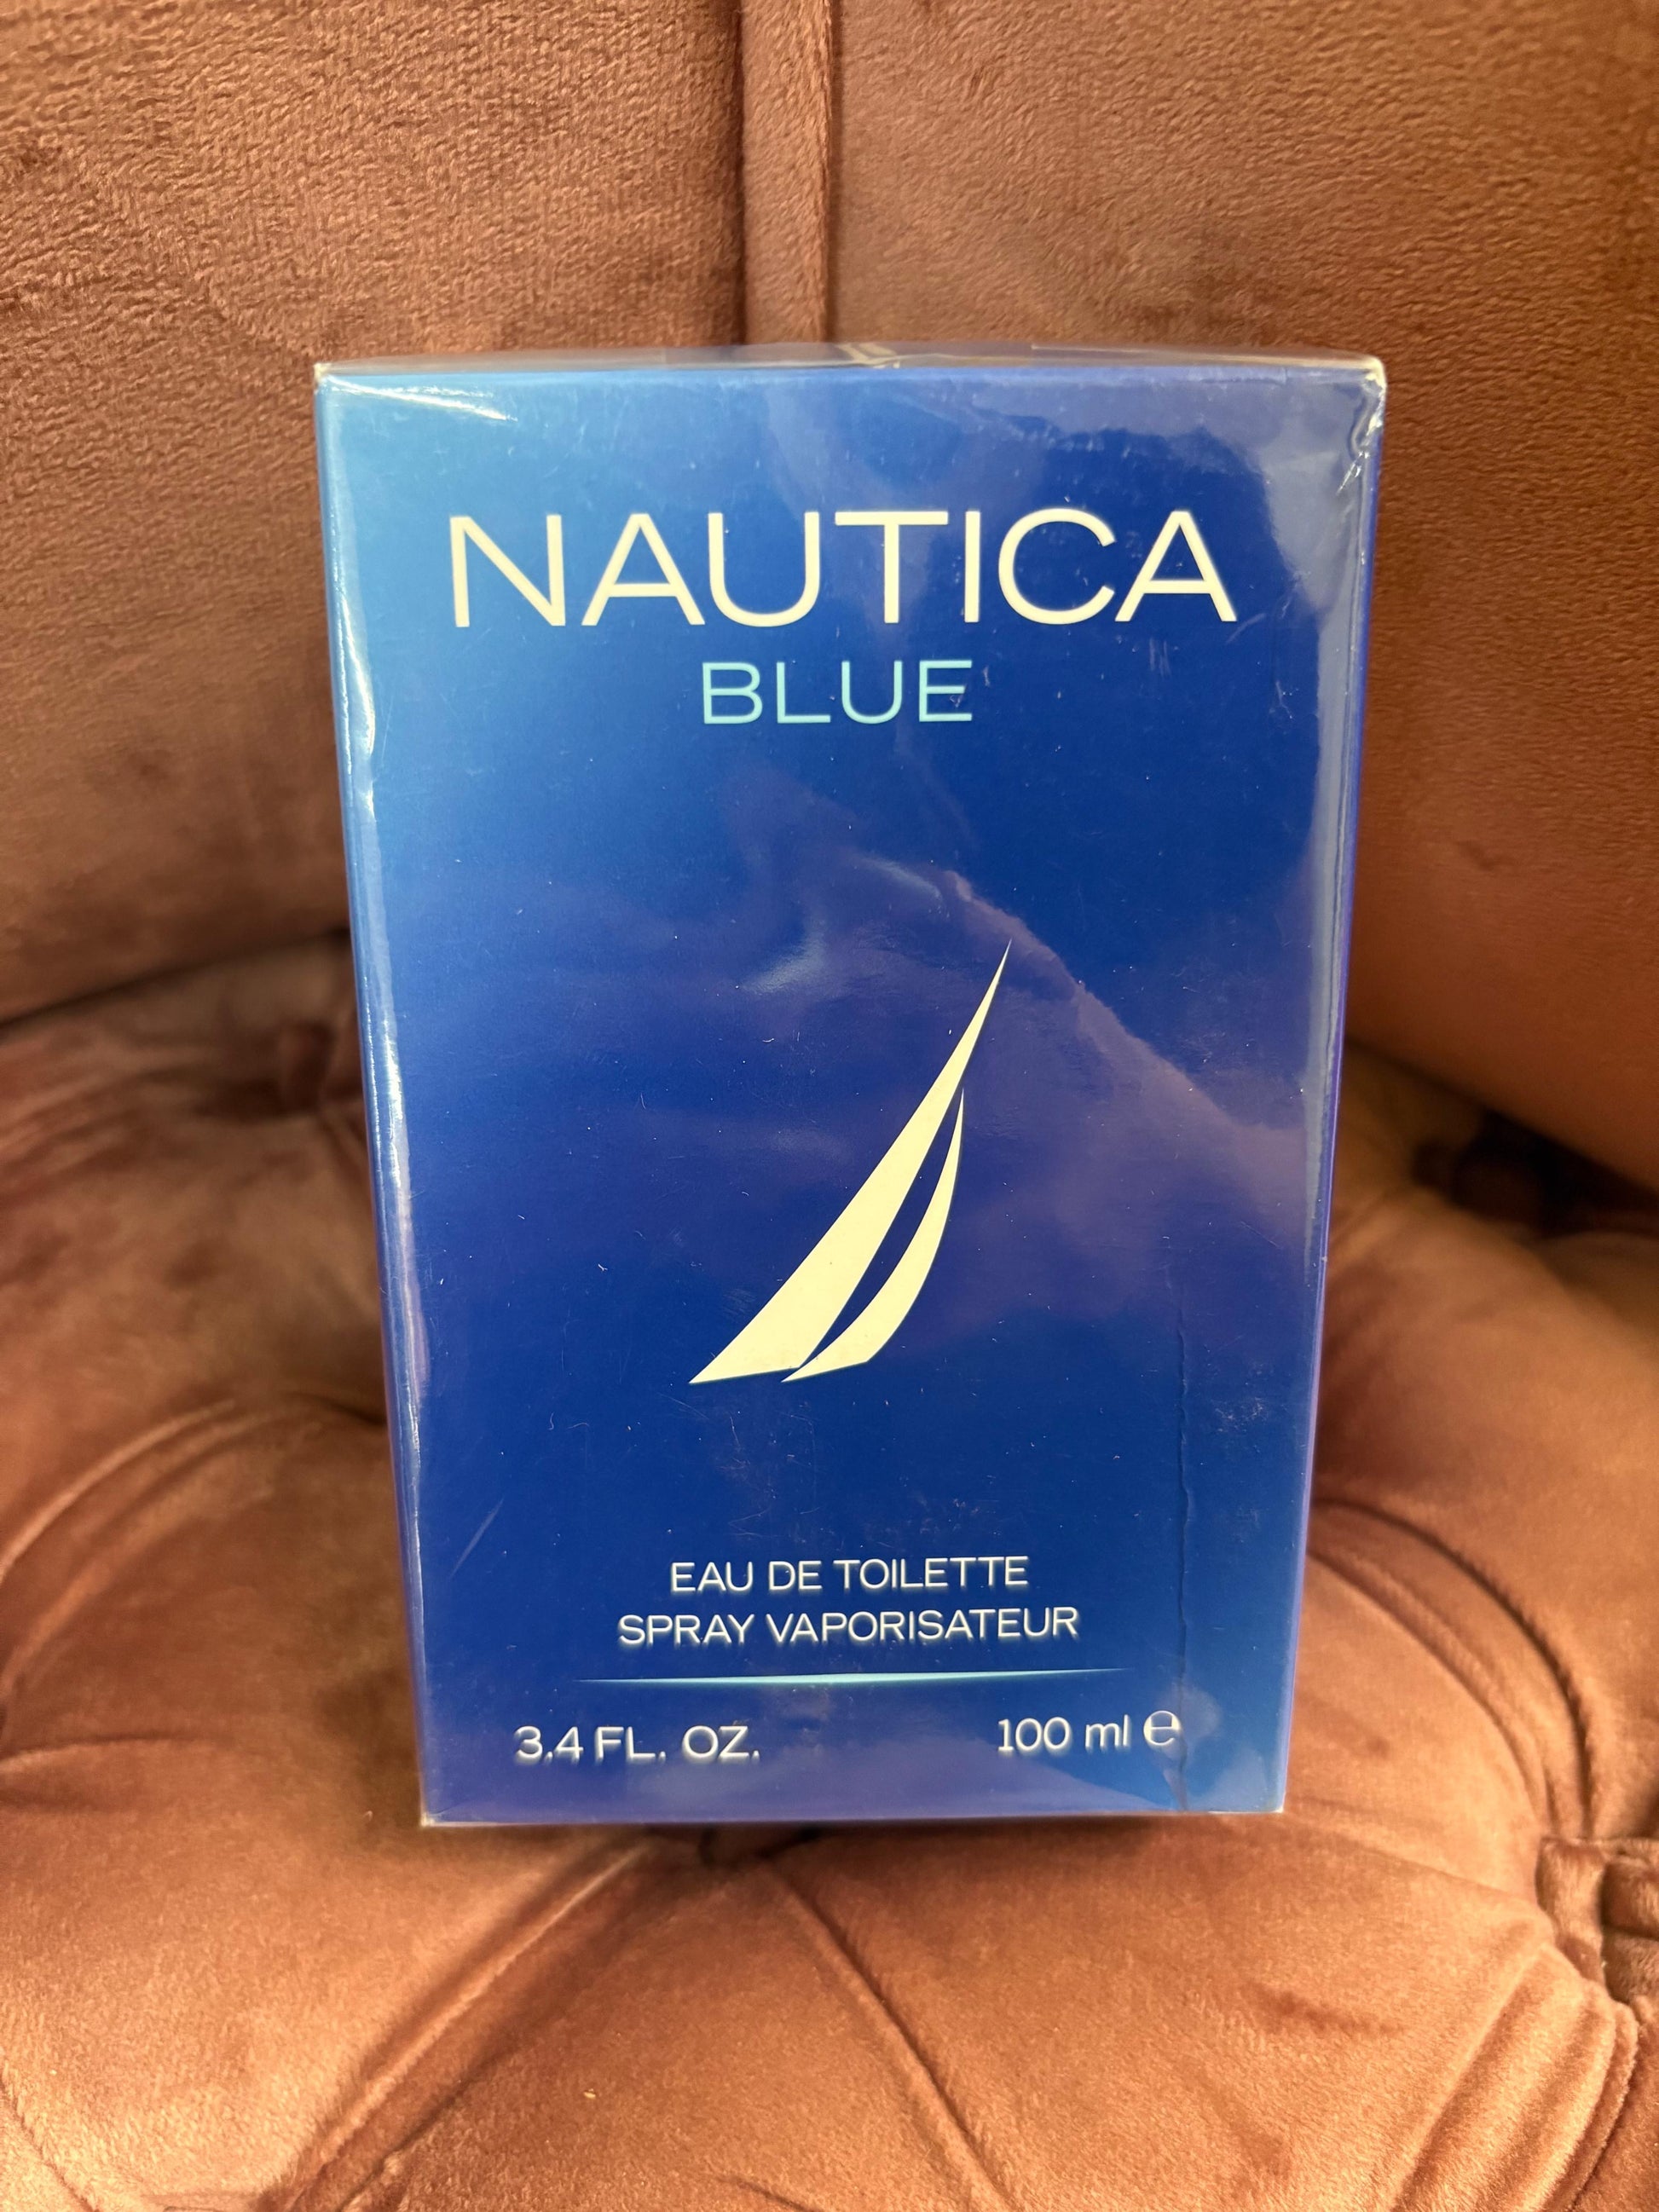 NAUTICA
BLUE
EAU DE TOILETTE
SPRAY VAPORISATEUR
3.4 FL. OZ.
100 ml ℮